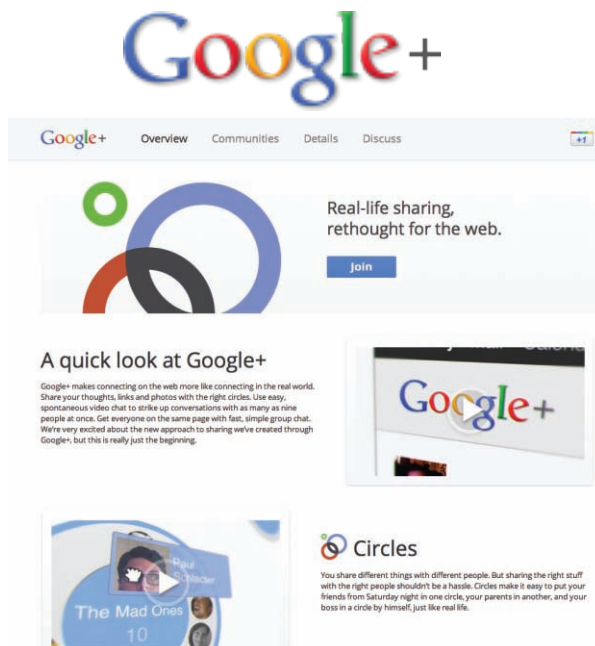 Google+
Google+ Overview Communities Details Discuss +1
Real-life sharing,
rethought for the web.
Join
A quick look at Google+
Google+ makes connecting on the web more like connecting in the real world.
Share your thoughts, links and photos with the right circles. Use easy,
spontaneous video chat to strike up conversations with as many as nine
people at once. Get everyone on the same page with fast, simple group chat.
We're very excited about the new approach to sharing we've created through
Google+, but this is really just the beginning.
Google+
Paul
Schlader
The Mad Ones
10
Circles
You share different things with different people. But sharing the right stuff
with the right people shouldn't be a hassle. Circles make it easy to put your
friends from Saturday night in one circle, your parents in another, and your
boss in a circle by himself, just like real life.